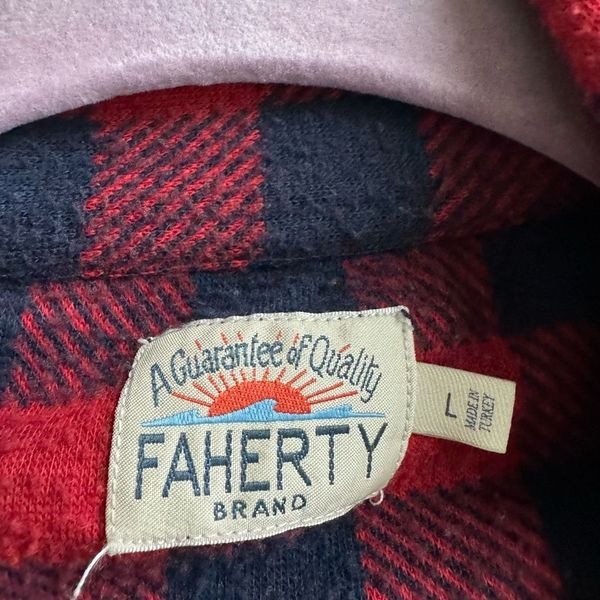 A Guarantee of Quality
FAHERTY
BRAND
L
MADE IN
TURKEY